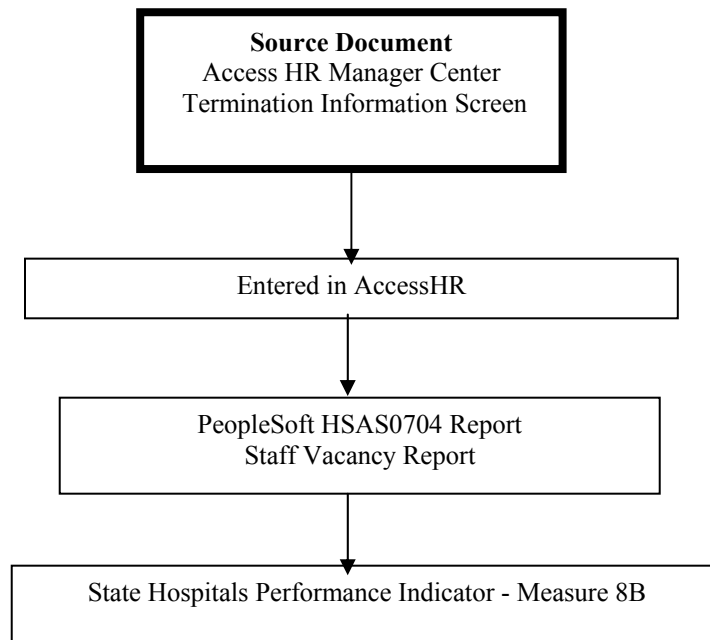 Source Document
Access HR Manager Center
Termination Information Screen
Entered in AccessHR
PeopleSoft HSAS0704 Report
Staff Vacancy Report
State Hospitals Performance Indicator - Measure 8B